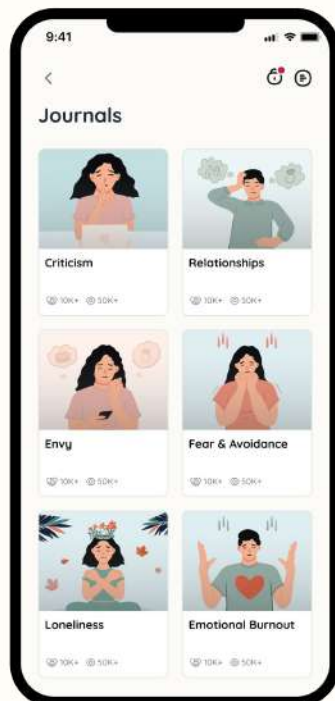 9:41
Journals
Criticism
10K+ 50K+
Relationships
10K+ 50K+
Envy
10K+ 50K+
Fear & Avoidance
10K+ 50K+
Loneliness
10K+ 50K+
Emotional Burnout
10K+ 50K+